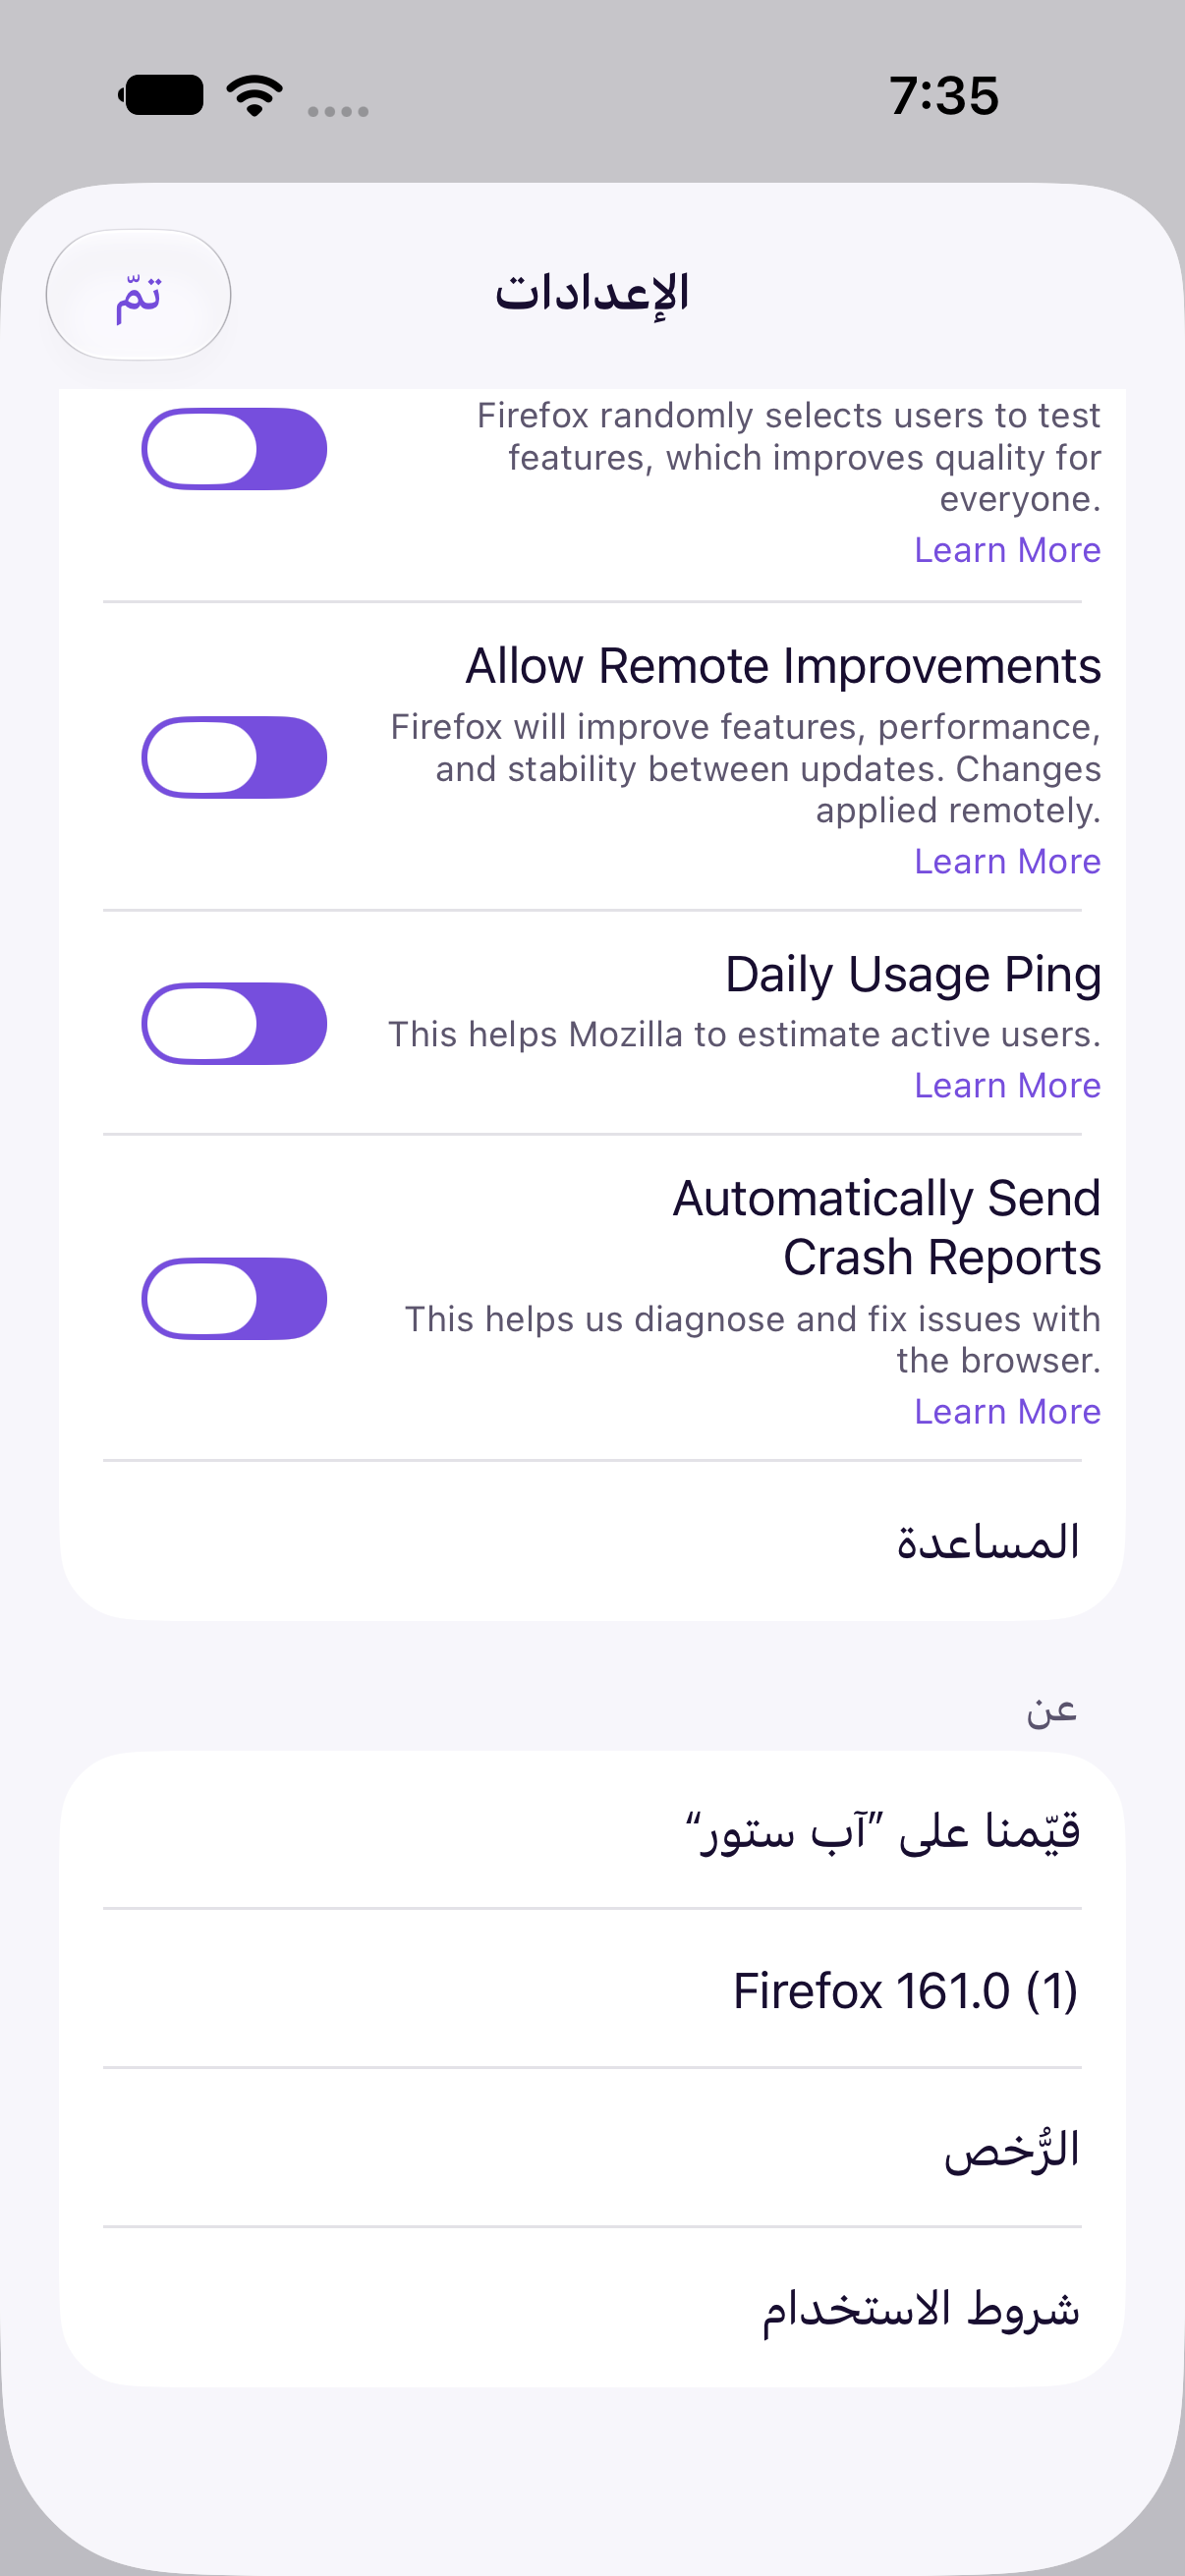 7:35
الإعدادات
تمّ
Firefox randomly selects users to test
features, which improves quality for
everyone.
Learn More
Allow Remote Improvements
Firefox will improve features, performance,
and stability between updates. Changes
applied remotely.
Learn More
Daily Usage Ping
This helps Mozilla to estimate active users.
Learn More
Automatically Send
Crash Reports
This helps us diagnose and fix issues with
the browser.
Learn More
المساعدة
عن
قيّمنا على ”آب ستور“
Firefox 161.0 (1)
الرُّخص
شروط الاستخدام